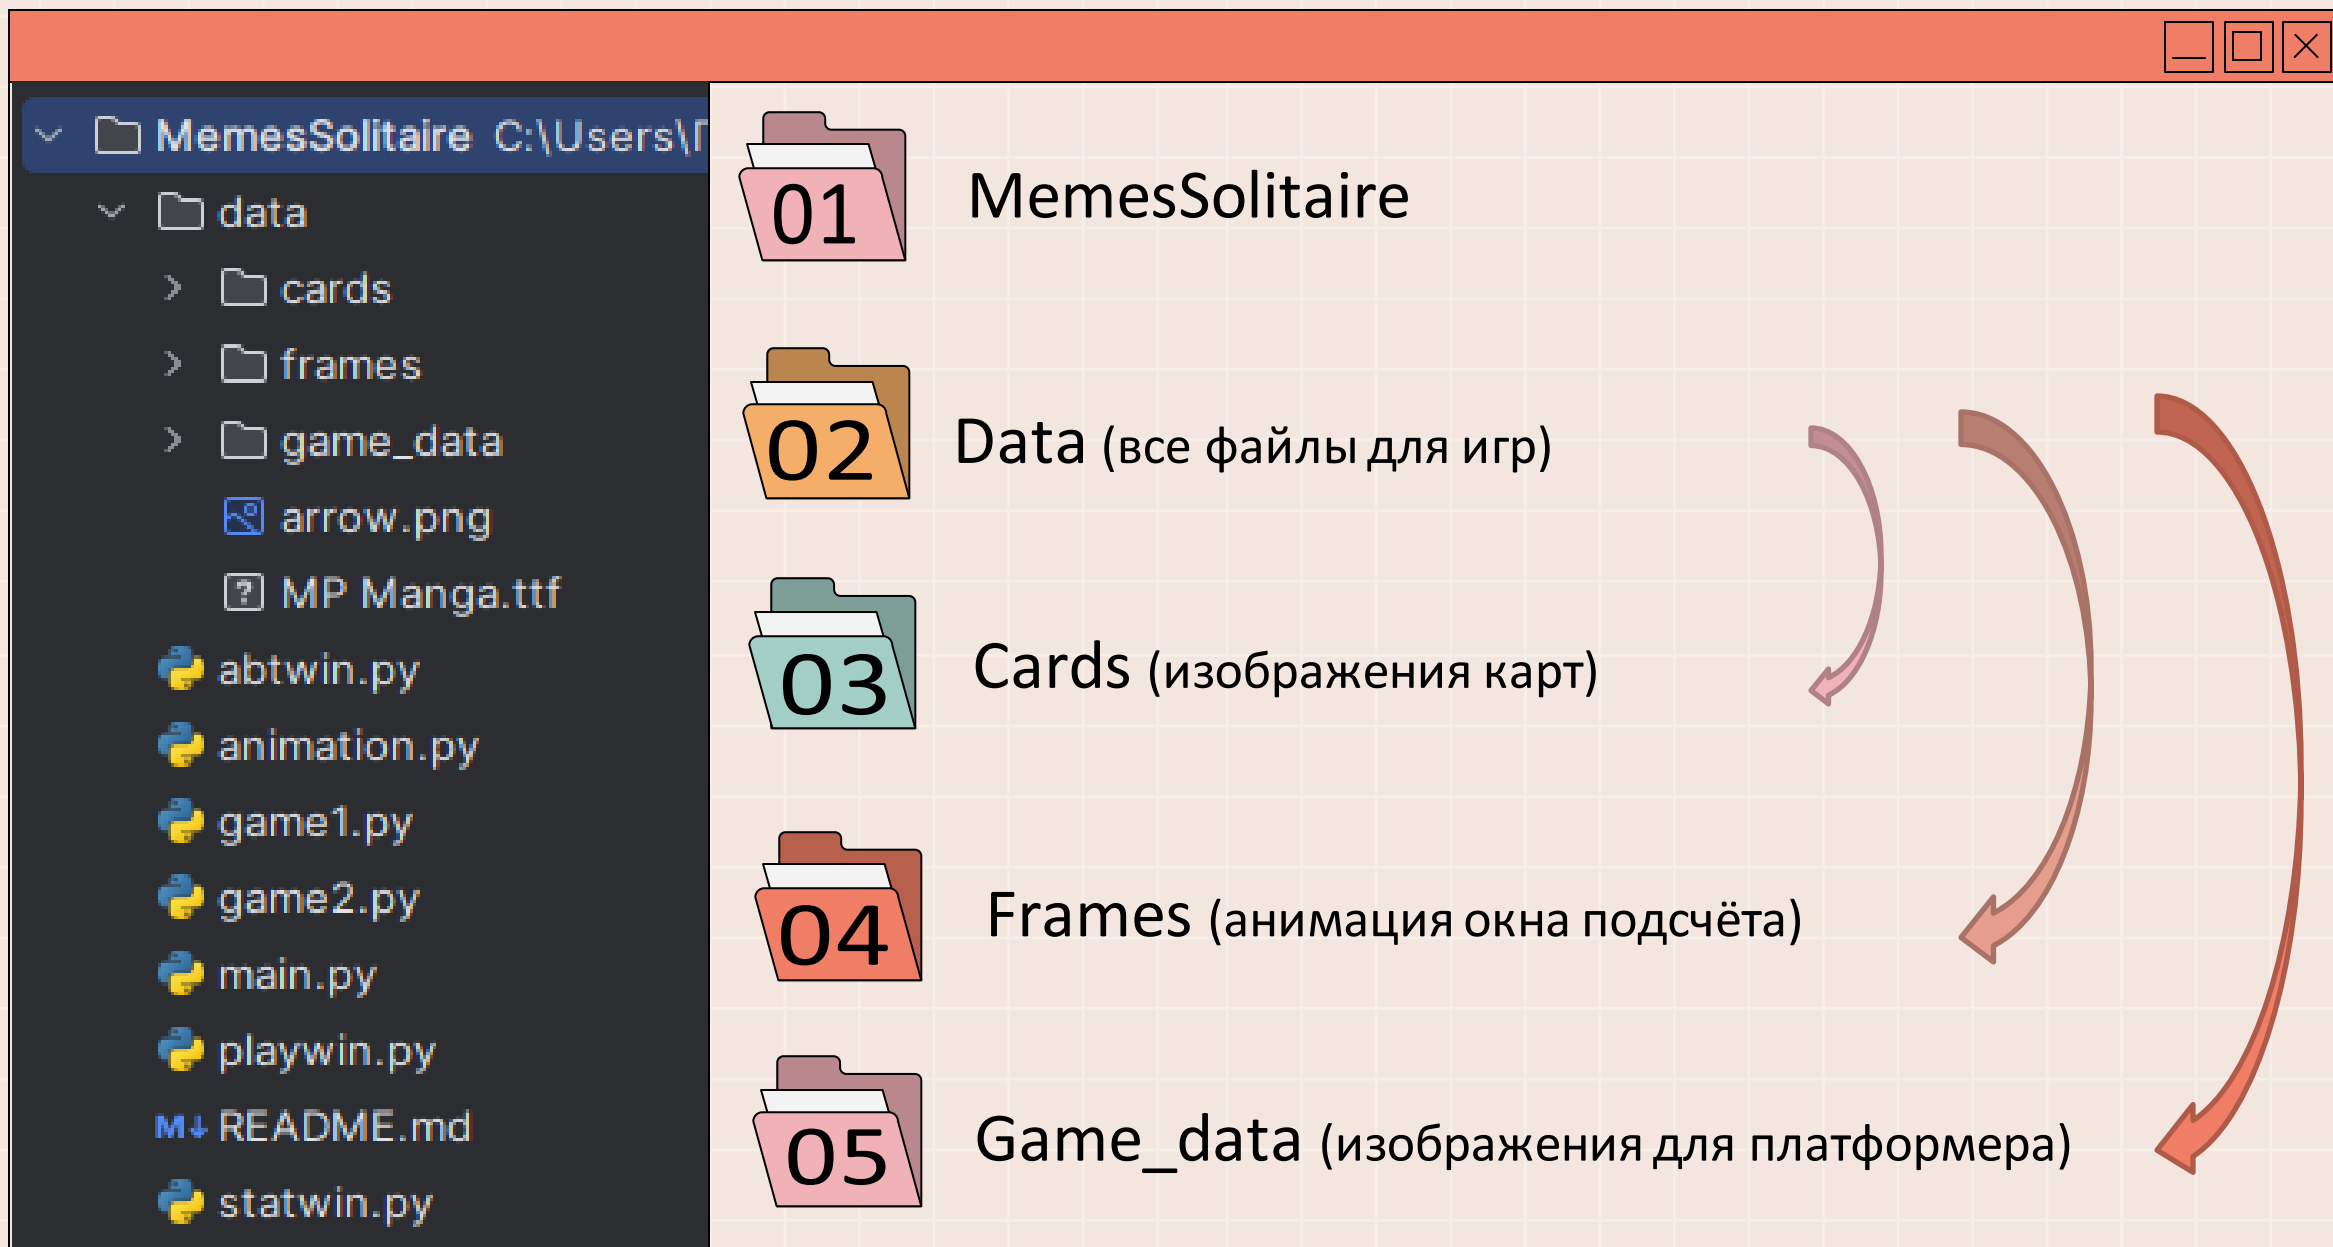 MemesSolitaire C:\Users\
data
cards
frames
game_data
arrow.png
MP Manga.ttf
abtwin.py
animation.py
game1.py
game2.py
main.py
playwin.py
README.md
statwin.py
01 MemesSolitaire
02 Data (все файлы для игр)
03 Cards (изображения карт)
04 Frames (анимация окна подсчёта)
05 Game_data (изображения для платформера)